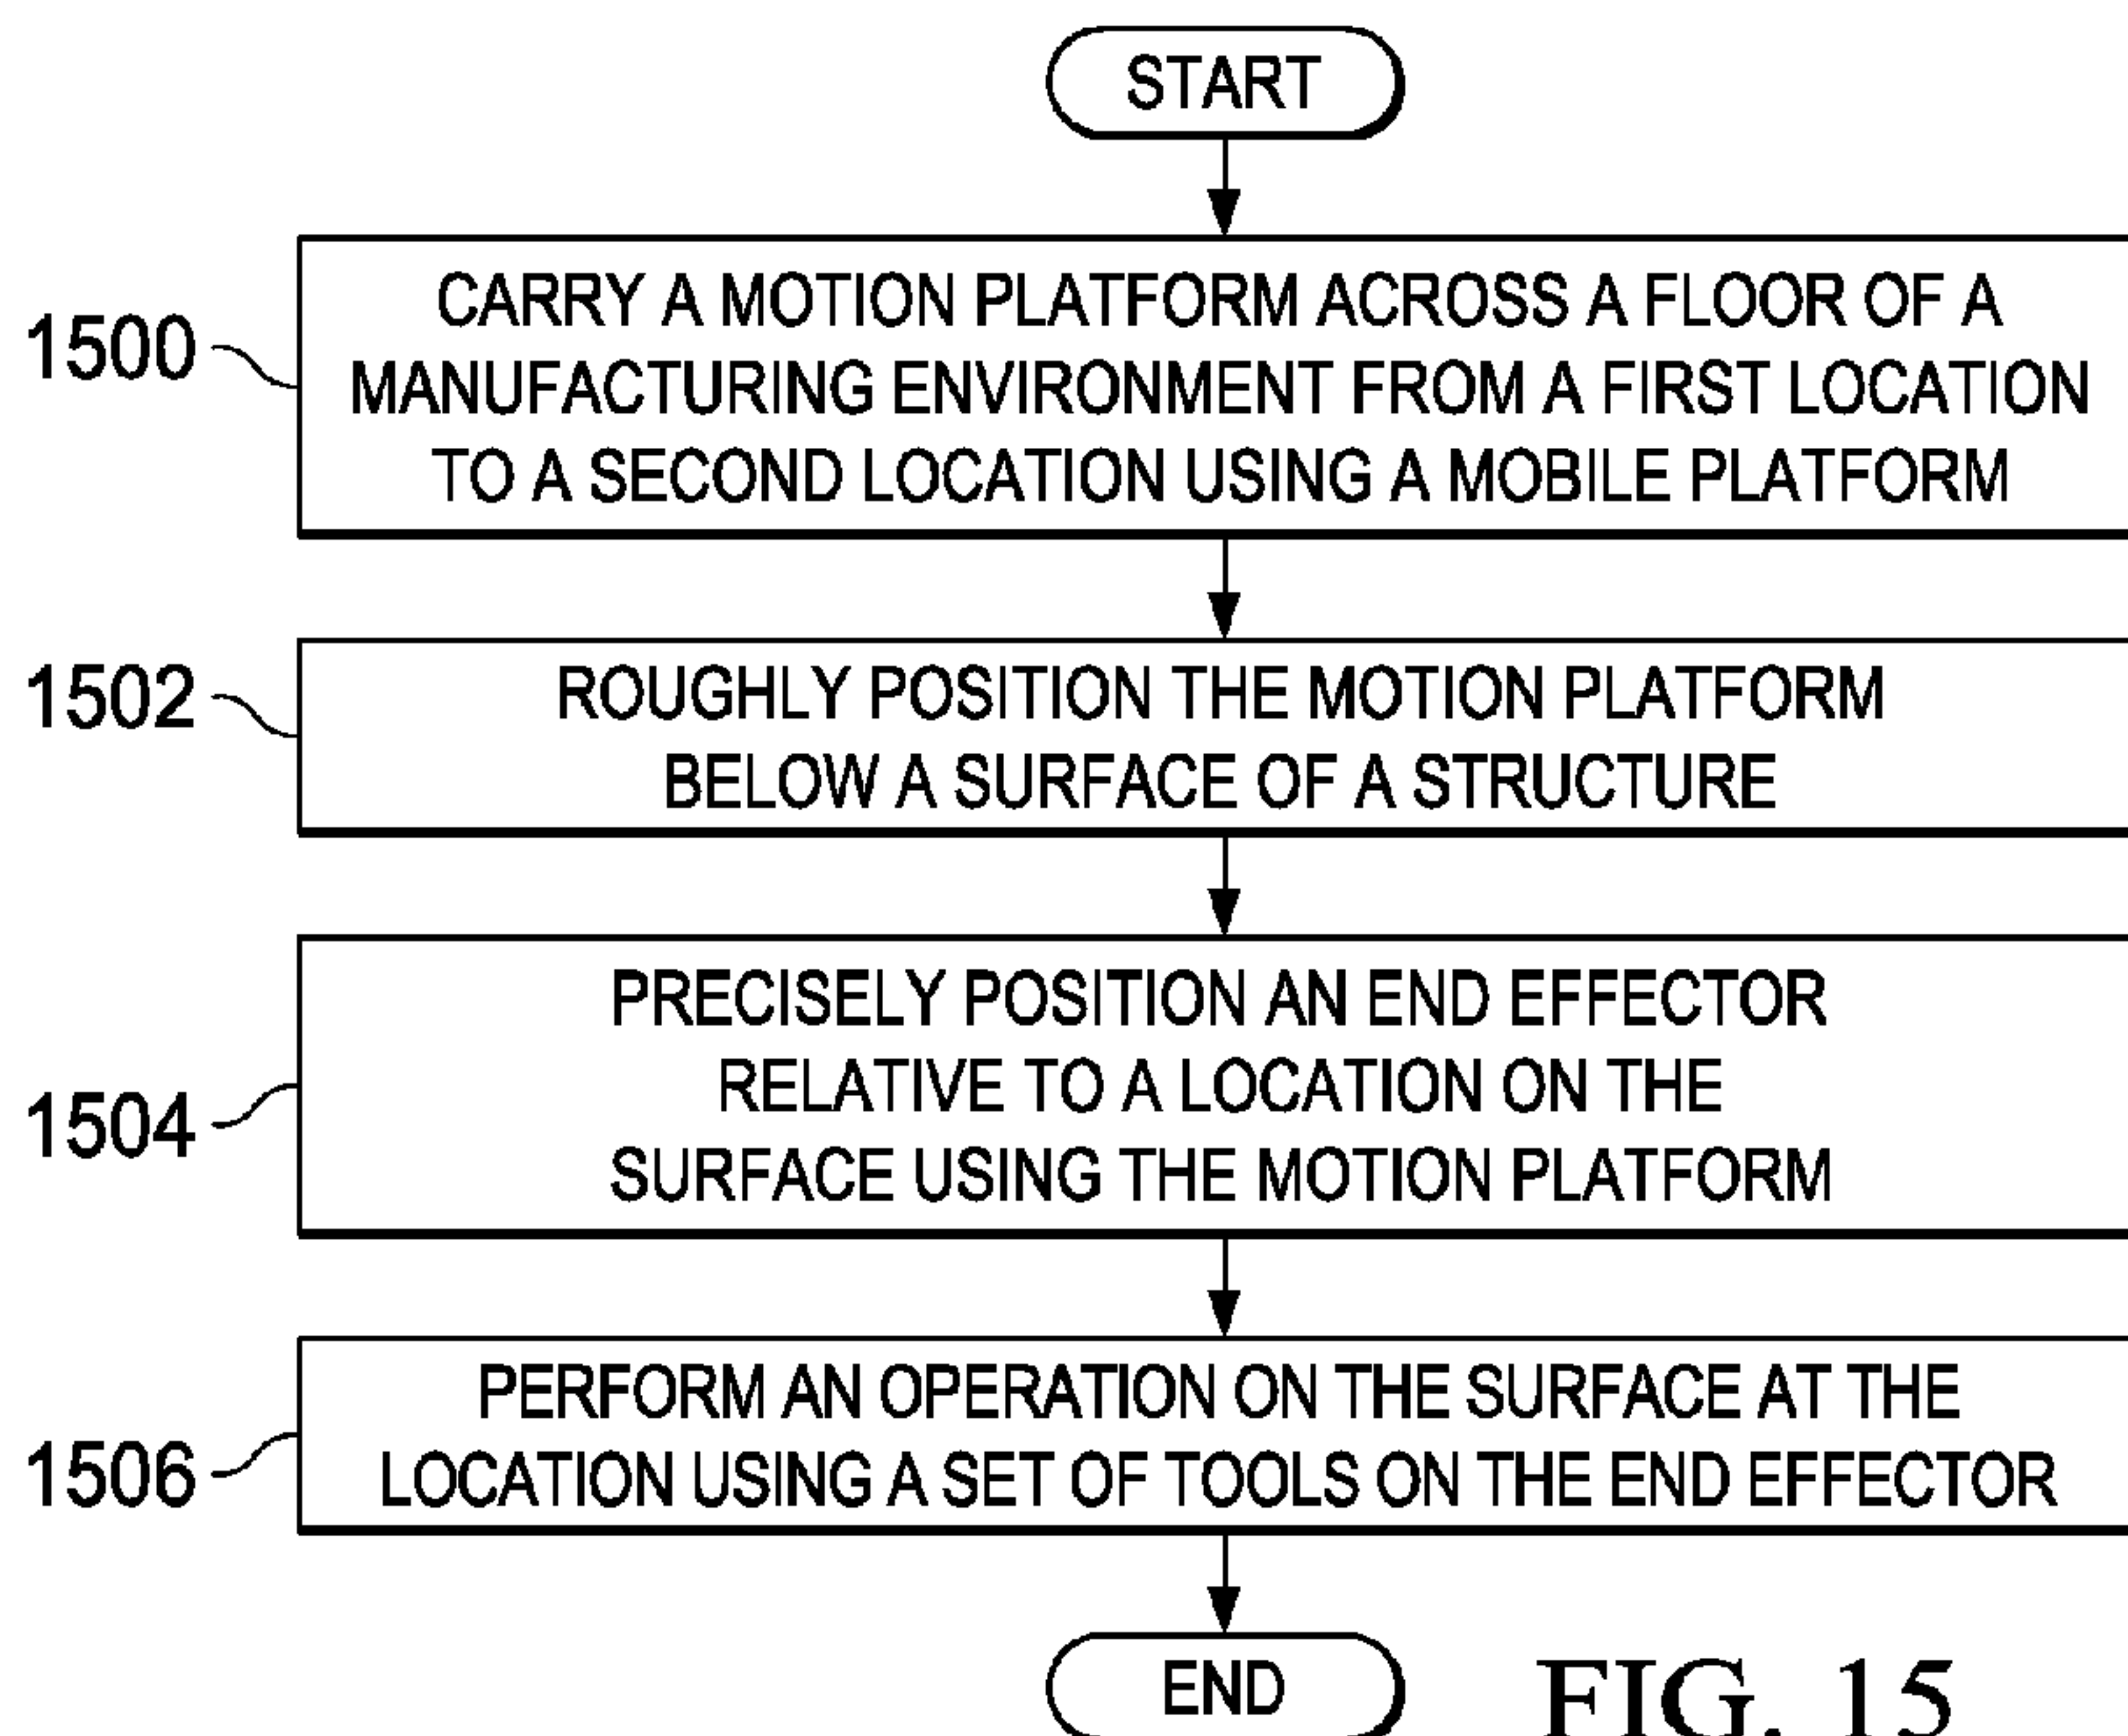 START
1500
CARRY A MOTION PLATFORM ACROSS A FLOOR OF A
MANUFACTURING ENVIRONMENT FROM A FIRST LOCATION
TO A SECOND LOCATION USING A MOBILE PLATFORM
1502
ROUGHLY POSITION THE MOTION PLATFORM
BELOW A SURFACE OF A STRUCTURE
1504
PRECISELY POSITION AN END EFFECTOR
RELATIVE TO A LOCATION ON THE
SURFACE USING THE MOTION PLATFORM
1506
PERFORM AN OPERATION ON THE SURFACE AT THE
LOCATION USING A SET OF TOOLS ON THE END EFFECTOR
END
FIG. 15